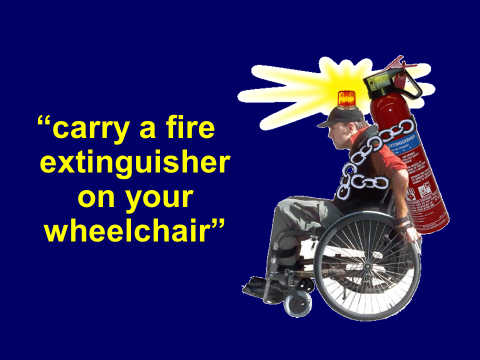 “carry a fire
extinguisher
on your
wheelchair”